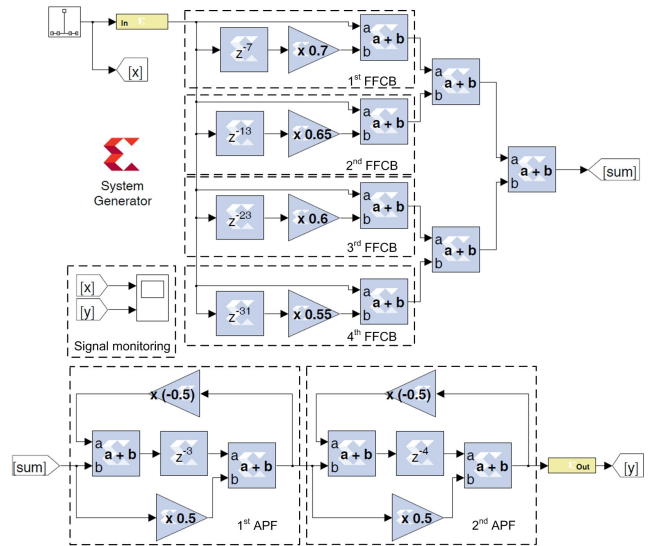 In
[x]
System
Generator
z-7
x 0.7
a
b
a + b
1st FFCB
z-13
x 0.65
a
b
a + b
2nd FFCB
z-23
x 0.6
a
b
a + b
3rd FFCB
z-31
x 0.55
a
b
a + b
4th FFCB
a
b
a + b
a
b
a + b
a
b
a + b
[sum]
[x]
[y]
Signal monitoring
x (-0.5)
[sum]
a
b
a + b
z-3
a
b
a + b
x 0.5
1st APF
x (-0.5)
a
b
a + b
z-4
a
b
a + b
x 0.5
2nd APF
Out
[y]